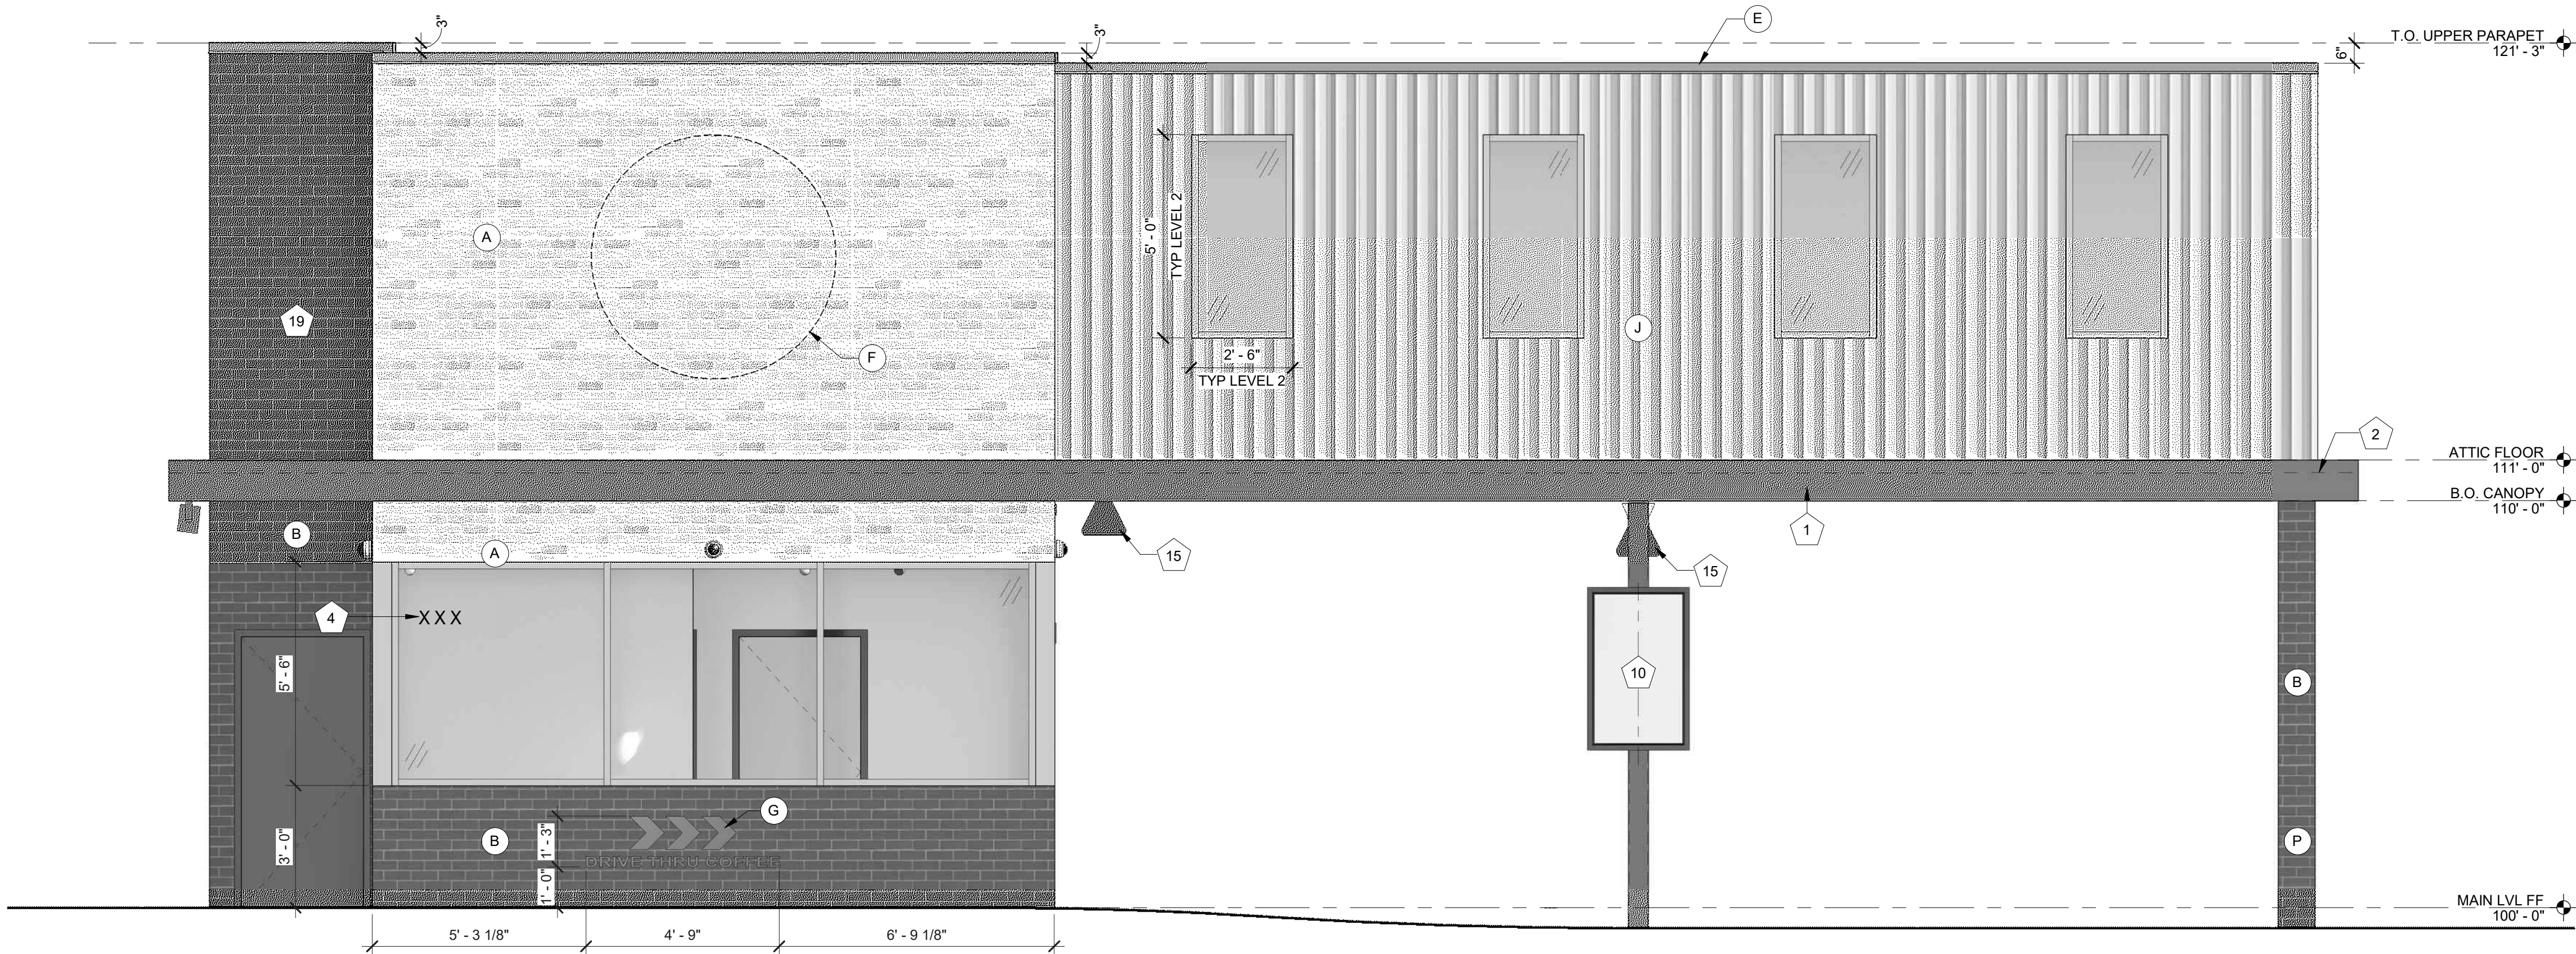 3"
3"
E
T.O. UPPER PARAPET
121' - 3"
6"
A
19
F
5' - 0"
TYP LEVEL 2
J
2' - 6"
TYP LEVEL 2
2
ATTIC FLOOR
111' - 0"
B.O. CANOPY
110' - 0"
1
B
A
15
15
4
XXX
5' - 6"
10
B
G
B
1' - 3"
3' - 0"
DRIVE THRU COFFEE
1' - 0"
P
MAIN LVL FF
100' - 0"
5' - 3 1/8"
4' - 9"
6' - 9 1/8"